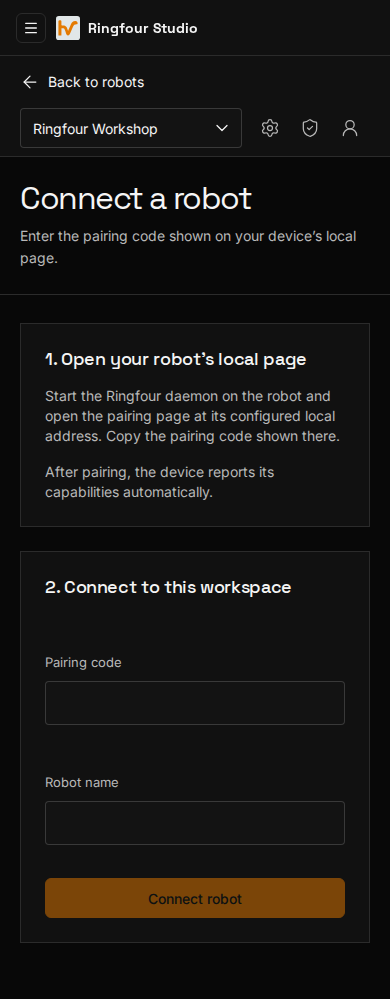 Ringfour Studio
Back to robots
Ringfour Workshop
Connect a robot
Enter the pairing code shown on your device’s local
page.
1. Open your robot’s local page
Start the Ringfour daemon on the robot and
open the pairing page at its configured local
address. Copy the pairing code shown there.
After pairing, the device reports its
capabilities automatically.
2. Connect to this workspace
Pairing code
Robot name
Connect robot